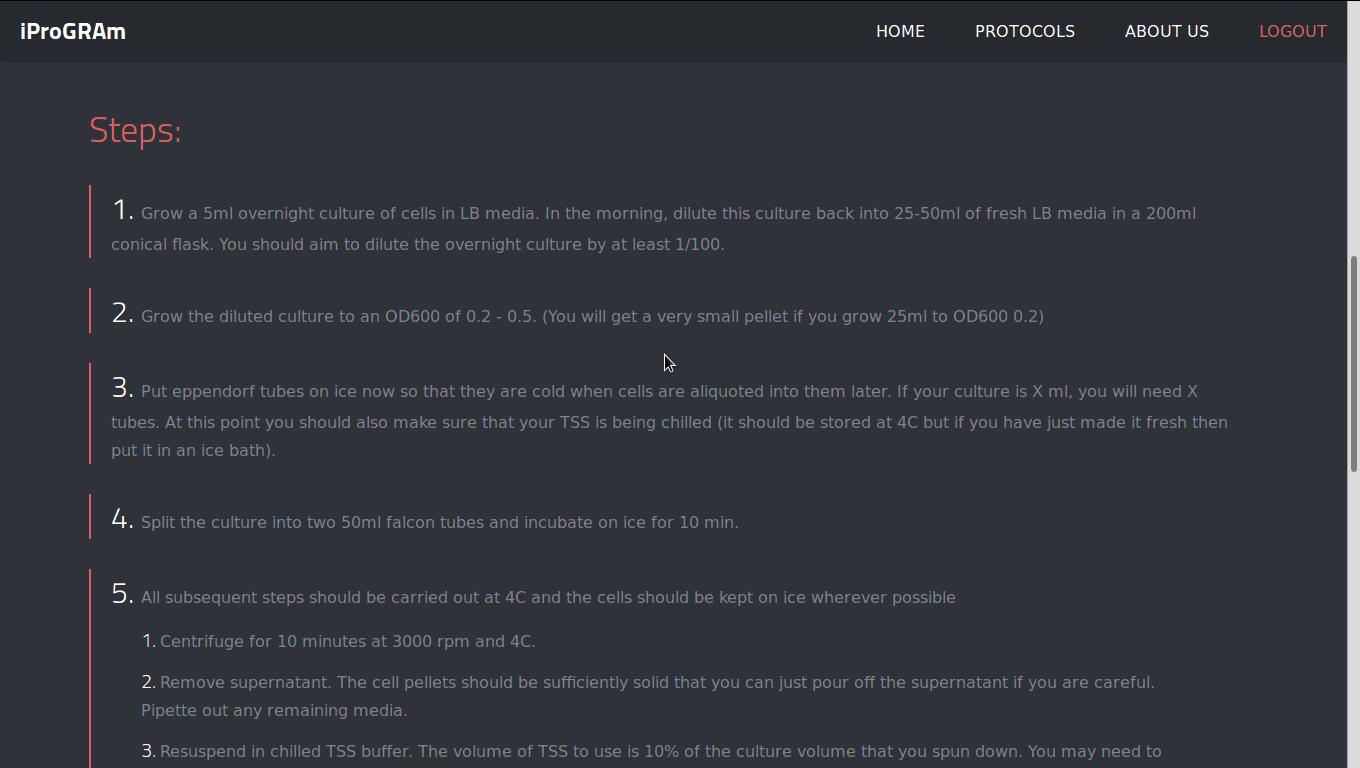 iProGRAm HOME PROTOCOLS ABOUT US LOGOUT
Steps:
1. Grow a 5ml overnight culture of cells in LB media. In the morning, dilute this culture back into 25-50ml of fresh LB media in a 200ml
conical flask. You should aim to dilute the overnight culture by at least 1/100.
2. Grow the diluted culture to an OD600 of 0.2 - 0.5. (You will get a very small pellet if you grow 25ml to OD600 0.2)
3. Put eppendorf tubes on ice now so that they are cold when cells are aliquoted into them later. If your culture is X ml, you will need X
tubes. At this point you should also make sure that your TSS is being chilled (it should be stored at 4C but if you have just made it fresh then
put it in an ice bath).
4. Split the culture into two 50ml falcon tubes and incubate on ice for 10 min.
5. All subsequent steps should be carried out at 4C and the cells should be kept on ice wherever possible
1. Centrifuge for 10 minutes at 3000 rpm and 4C.
2. Remove supernatant. The cell pellets should be sufficiently solid that you can just pour off the supernatant if you are careful.
Pipette out any remaining media.
3. Resuspend in chilled TSS buffer. The volume of TSS to use is 10% of the culture volume that you spun down. You may need to